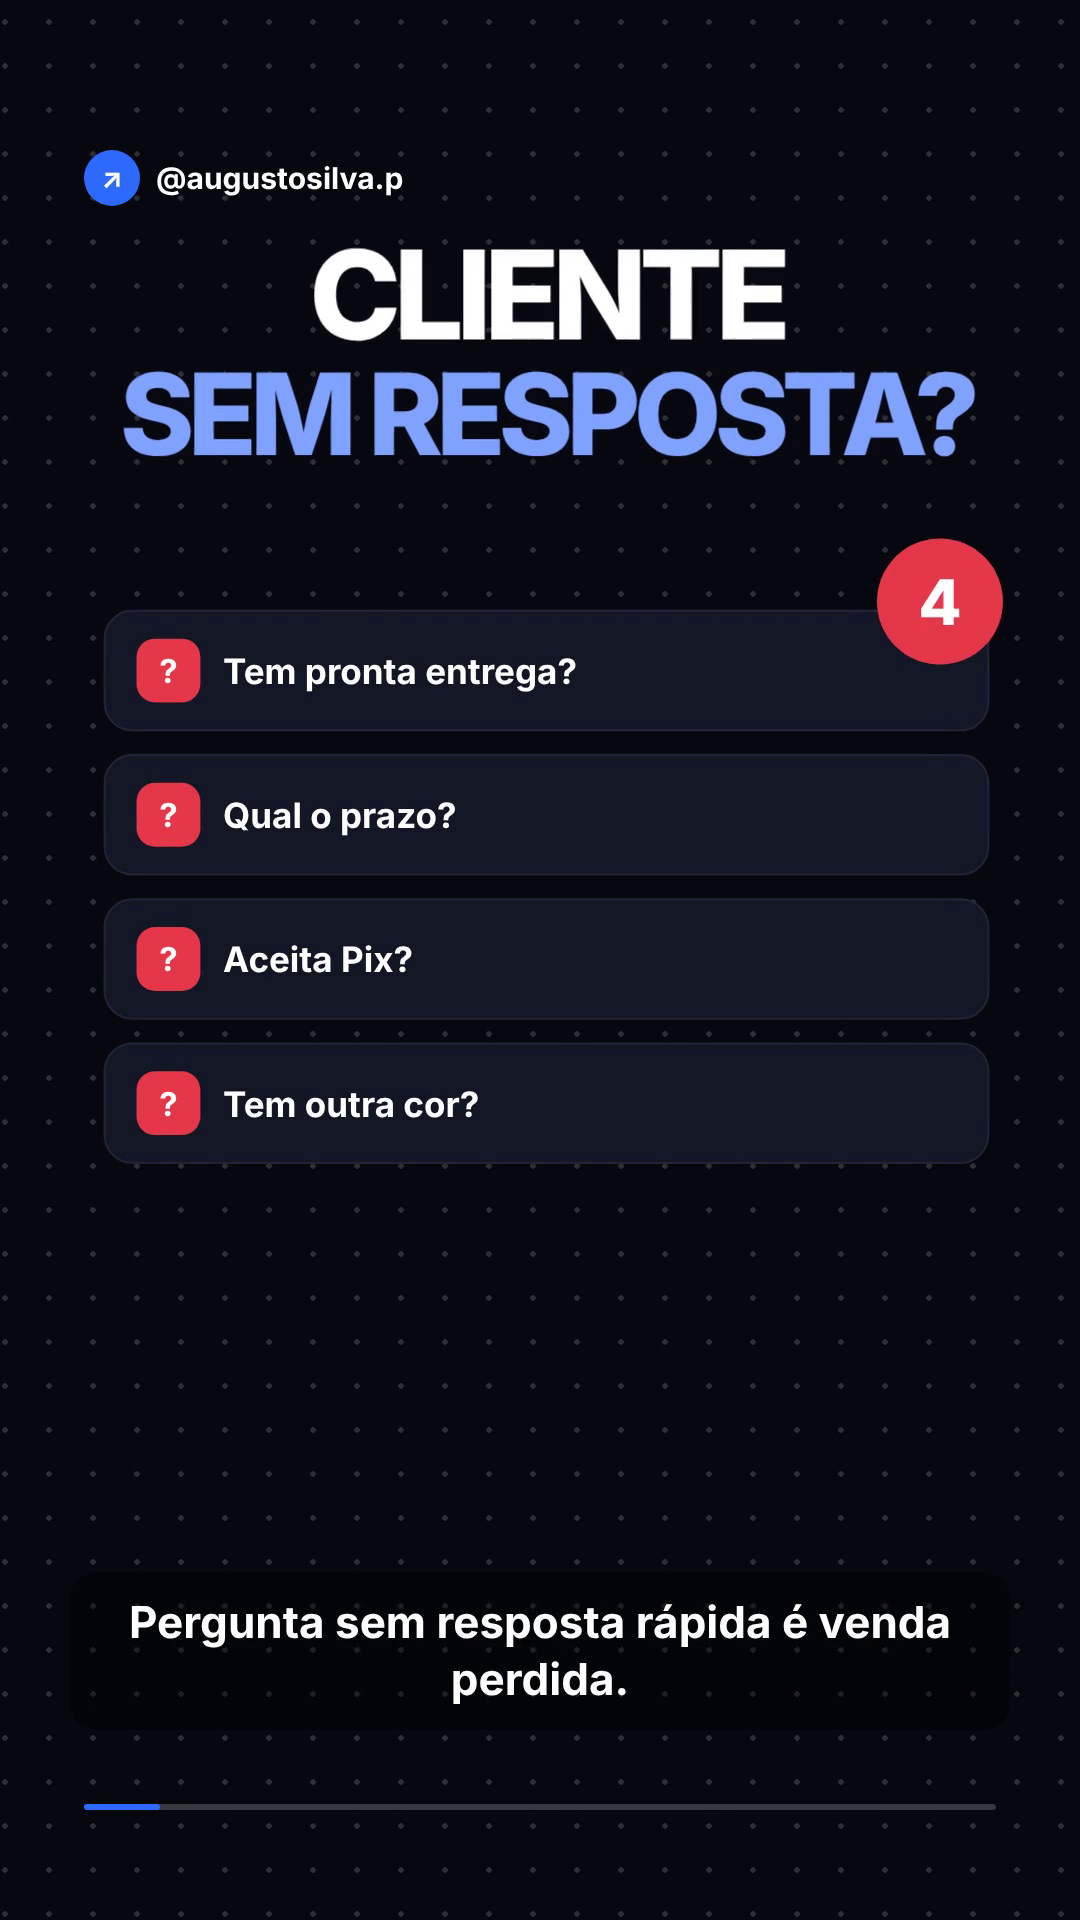 @augustosilva.p
CLIENTE
SEM RESPOSTA?
4
? Tem pronta entrega?
? Qual o prazo?
? Aceita Pix?
? Tem outra cor?
Pergunta sem resposta rápida é venda
perdida.